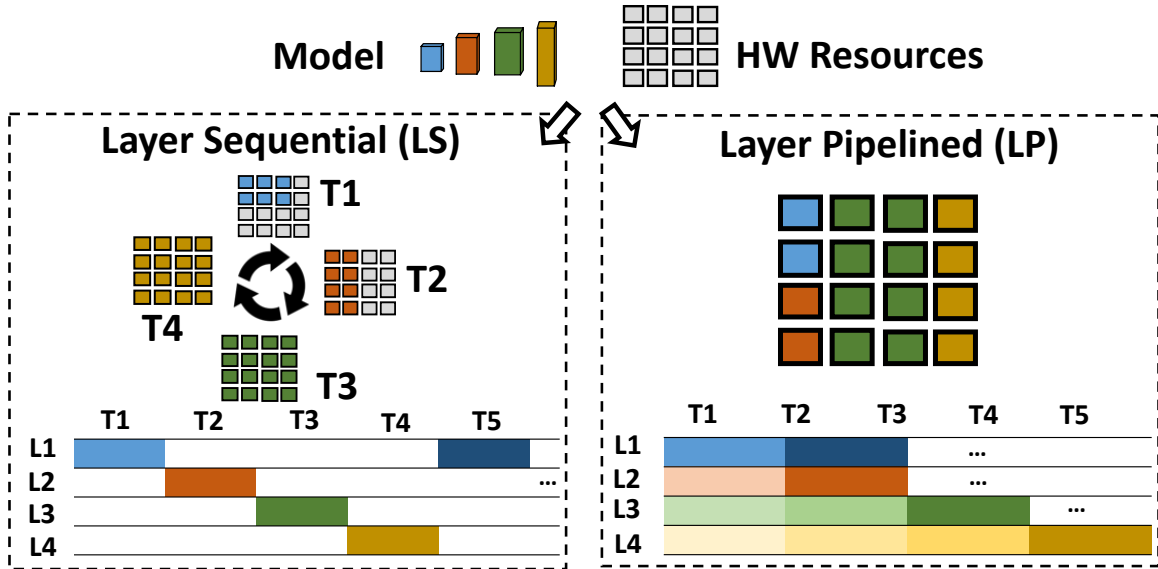 Model
HW Resources
Layer Sequential (LS)
T1
T2
T3
T4
T1 T2 T3 T4 T5
L1
L2 ...
L3
L4
Layer Pipelined (LP)
T1 T2 T3 T4 T5
L1 ...
L2 ...
L3 ...
L4